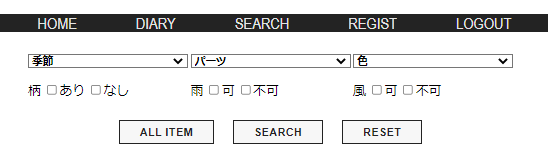 HOME DIARY SEARCH REGIST LOGOUT
季節 パーツ 色
柄 あり なし 雨 可 不可 風 可 不可
ALL ITEM SEARCH RESET